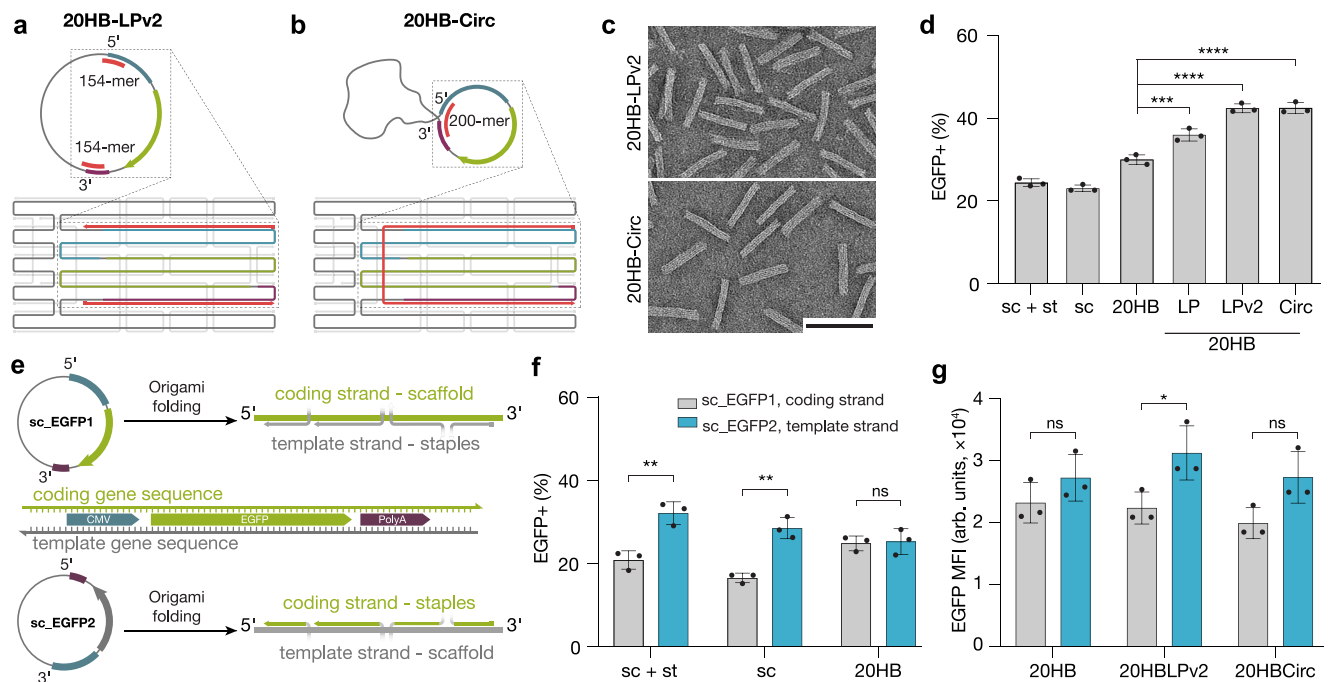 a
20HB-LPv2
5'
154-mer
154-mer
3'
b
20HB-Circ
5'
3'
200-mer
c
20HB-LPv2
20HB-Circ
d
EGFP+ (%)
60
40
20
0
****
****
***
sc + st
sc
20HB
LP
LPv2
Circ
20HB
e
5'
sc_EGFP1
3'
Origami
folding
coding strand - scaffold
5'
3'
template strand - staples
coding gene sequence
CMV
EGFP
PolyA
template gene sequence
3'
sc_EGFP2
5'
Origami
folding
coding strand - staples
5'
3'
template strand - scaffold
f
EGFP+ (%)
60
40
20
0
sc_EGFP1, coding strand
sc_EGFP2, template strand
**
**
ns
sc + st
sc
20HB
g
EGFP MFI (arb. units, ×10⁴)
4
3
2
1
0
ns
*
ns
20HB
20HBLPv2
20HBCirc